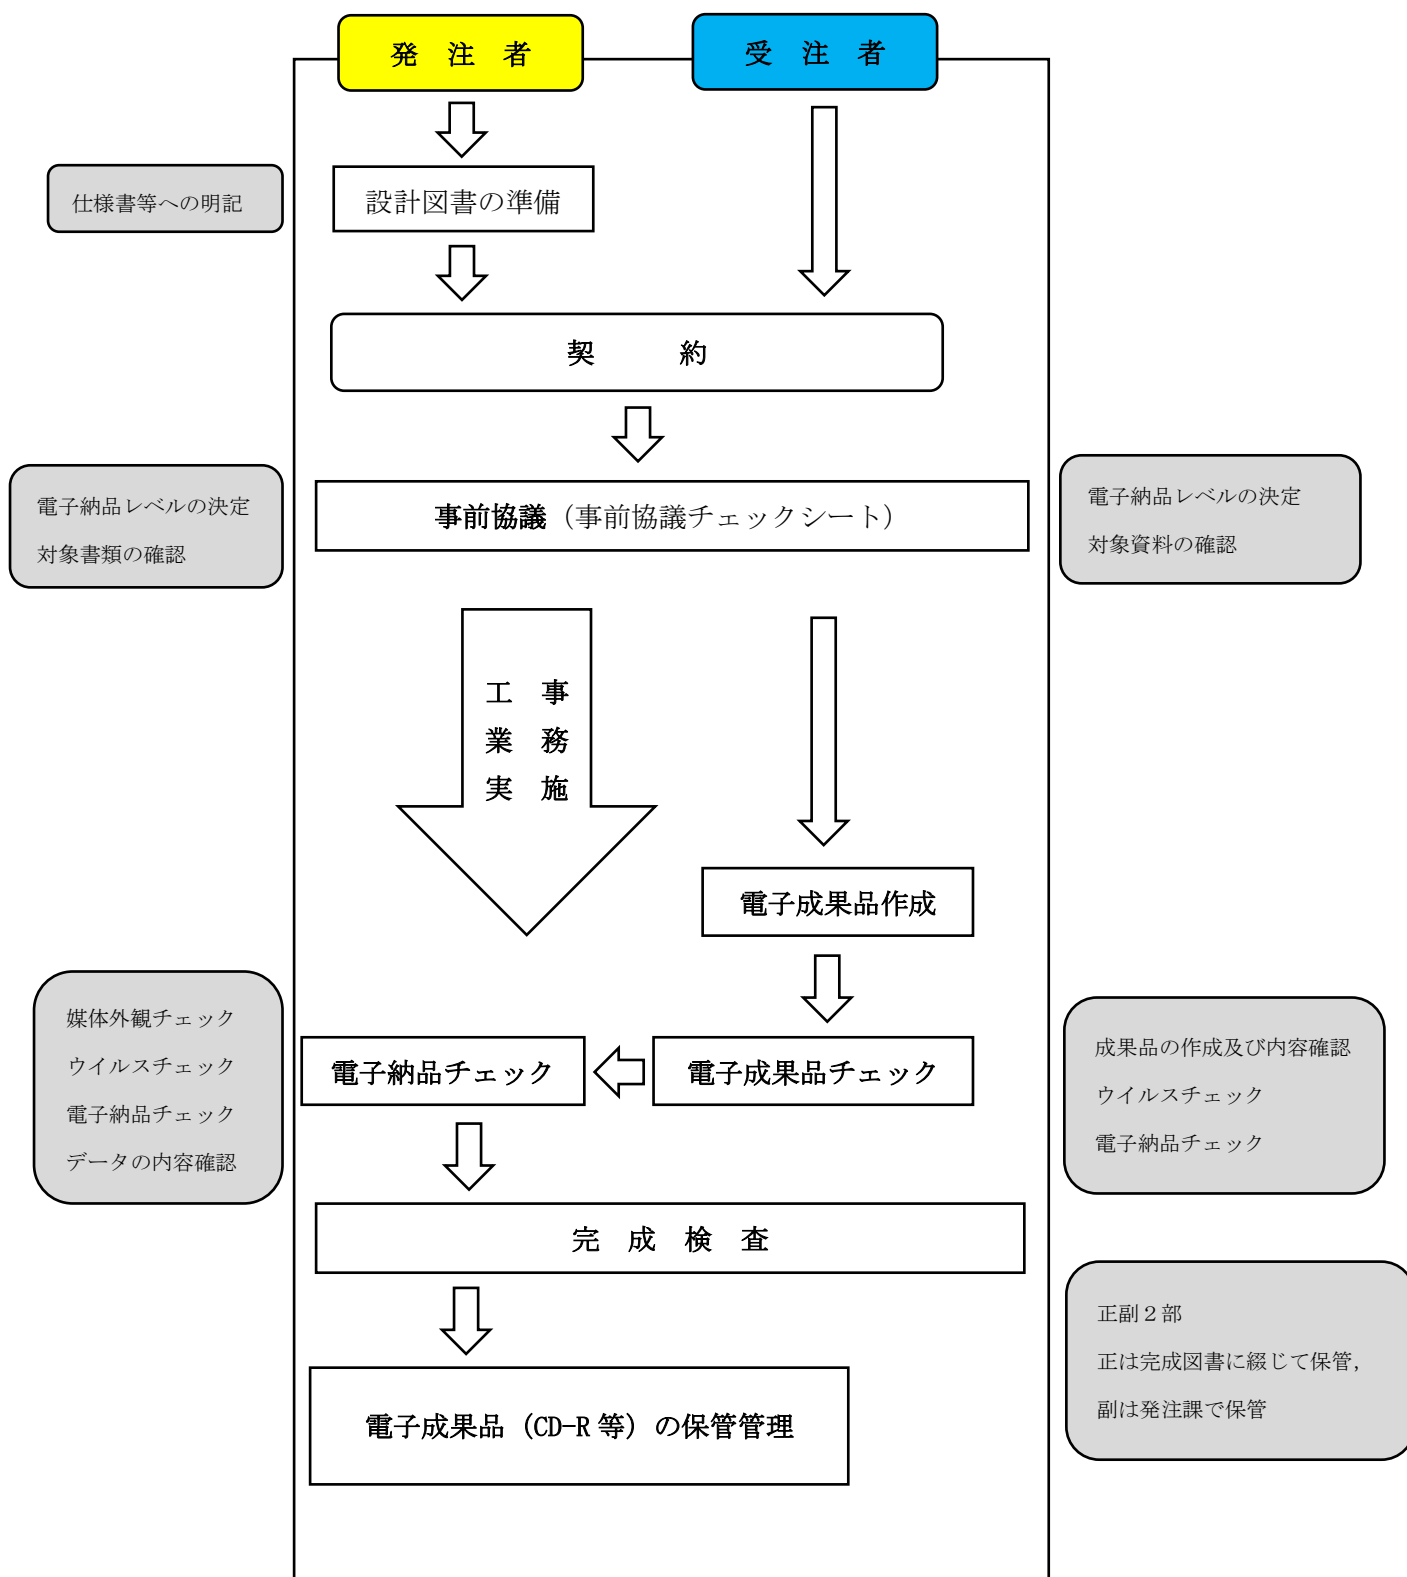 発　注　者
受　注　者
仕様書等への明記
設計図書の準備
契　　　約
電子納品レベルの決定
対象書類の確認
事前協議（事前協議チェックシート）
電子納品レベルの決定
対象資料の確認
工　事
業　務
実　施
電子成果品作成
媒体外観チェック
ウイルスチェック
電子納品チェック
データの内容確認
電子納品チェック
電子成果品チェック
成果品の作成及び内容確認
ウイルスチェック
電子納品チェック
完　成　検　査
正副２部
正は完成図書に綴じて保管，
副は発注課で保管
電子成果品（CD-R 等）の保管管理